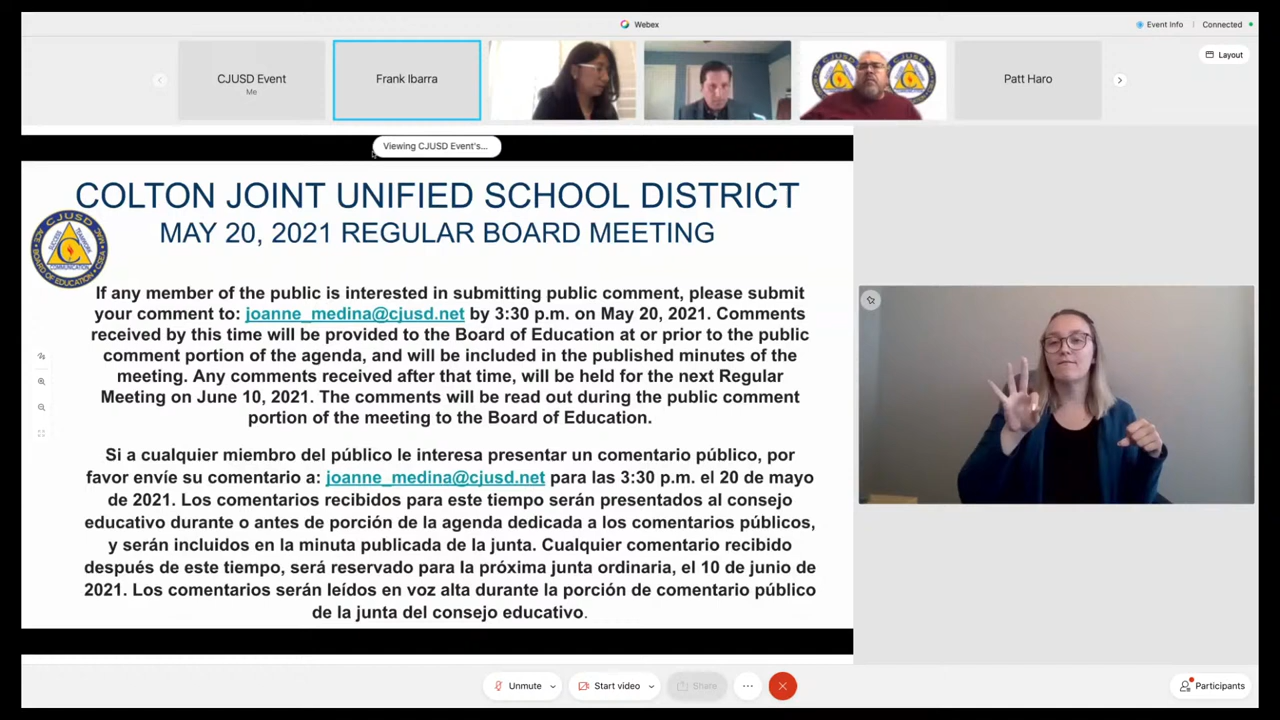 Webex
Event Info
Connected
CJUSD Event
Me
Frank Ibarra
Patt Haro
Layout
Viewing CJUSD Event's...
COLTON JOINT UNIFIED SCHOOL DISTRICT
MAY 20, 2021 REGULAR BOARD MEETING
CJUSD
BOARD OF EDUCATION
If any member of the public is interested in submitting public comment, please submit
your comment to: joanne_medina@cjusd.net by 3:30 p.m. on May 20, 2021. Comments
received by this time will be provided to the Board of Education at or prior to the public
comment portion of the agenda, and will be included in the published minutes of the
meeting. Any comments received after that time, will be held for the next Regular
Meeting on June 10, 2021. The comments will be read out during the public comment
portion of the meeting to the Board of Education.
Si a cualquier miembro del público le interesa presentar un comentario público, por
favor envíe su comentario a: joanne_medina@cjusd.net para las 3:30 p.m. el 20 de mayo
de 2021. Los comentarios recibidos para este tiempo serán presentados al consejo
educativo durante o antes de porción de la agenda dedicada a los comentarios públicos,
y serán incluidos en la minuta publicada de la junta. Cualquier comentario recibido
después de este tiempo, será reservado para la próxima junta ordinaria, el 10 de junio de
2021. Los comentarios serán leídos en voz alta durante la porción de comentario público
de la junta del consejo educativo.
Unmute
Start video
Share
Participants